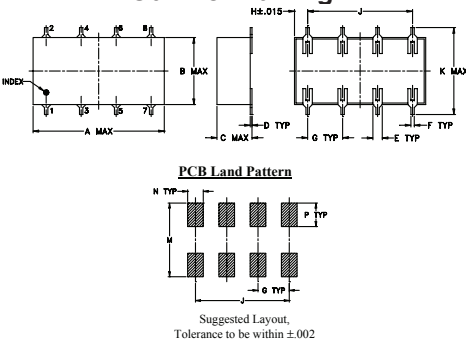 H±.015
J
2 4 6 8
B MAX
K MAX
INDEX
1 3 5 7
D TYP
F TYP
A MAX
C MAX
G TYP
E TYP
PCB Land Pattern
N TYP
P TYP
M
G TYP
J
Suggested Layout,
Tolerance to be within ±.002